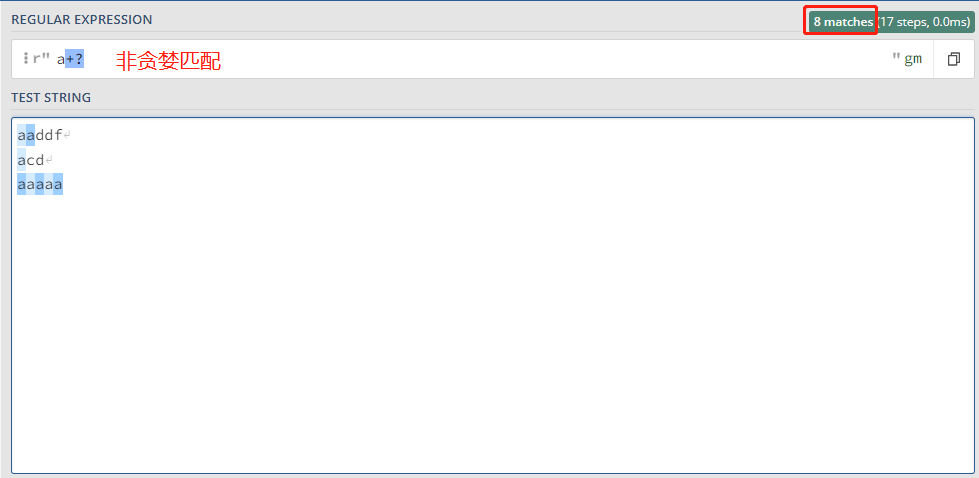 REGULAR EXPRESSION
8 matches (17 steps, 0.0ms)
r" a+? 非贪婪匹配 " gm
TEST STRING
aaddf
acd
aaaaa